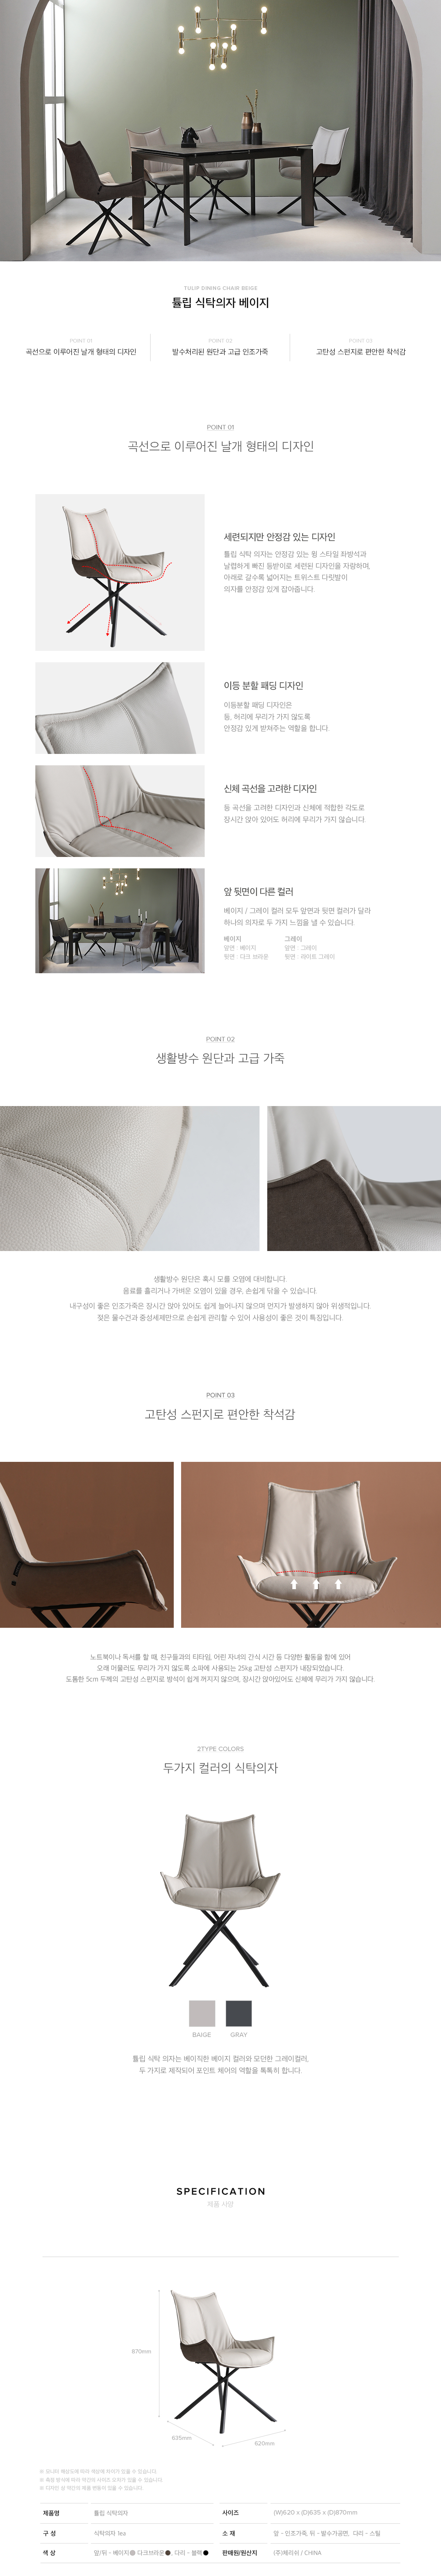 TULIP DINING CHAIR BEIGE
튤립 식탁의자 베이지
POINT 01
곡선으로 이루어진 날개 형태의 디자인
POINT 02
발수처리된 원단과 고급 인조가죽
POINT 03
고탄성 스펀지로 편안한 착석감
POINT 01
곡선으로 이루어진 날개 형태의 디자인
세련되지만 안정감 있는 디자인
튤립 식탁 의자는 안정감 있는 윙 스타일 좌방석과
날렵하게 빠진 등받이로 세련된 디자인을 자랑하며,
아래로 갈수록 넓어지는 트위스트 다릿발이
의자를 안정감 있게 잡아줍니다.
이등 분할 패딩 디자인
이등분할 패딩 디자인은
등, 허리에 무리가 가지 않도록
안정감 있게 받쳐주는 역할을 합니다.
신체 곡선을 고려한 디자인
등 곡선을 고려한 디자인과 신체에 적합한 각도로
장시간 앉아 있어도 허리에 무리가 가지 않습니다.
앞 뒷면이 다른 컬러
베이지 / 그레이 컬러 모두 앞면과 뒷면 컬러가 달라
하나의 의자로 두 가지 느낌을 낼 수 있습니다.
베이지
앞면 : 베이지
뒷면 : 다크 브라운
그레이
앞면 : 그레이
뒷면 : 라이트 그레이
POINT 02
생활방수 원단과 고급 가죽
생활방수 원단은 혹시 모를 오염에 대비합니다.
음료를 흘리거나 가벼운 오염이 있을 경우, 손쉽게 닦을 수 있습니다.
내구성이 좋은 인조가죽은 장시간 앉아 있어도 쉽게 늘어나지 않으며 먼지가 발생하지 않아 위생적입니다.
젖은 물수건과 중성세제만으로 손쉽게 관리할 수 있어 사용성이 좋은 것이 특징입니다.
POINT 03
고탄성 스펀지로 편안한 착석감
노트북이나 독서를 할 때, 친구들과의 티타임, 어린 자녀의 간식 시간 등 다양한 활동을 함에 있어
오래 머물러도 무리가 가지 않도록 소파에 사용되는 25kg 고탄성 스펀지가 내장되었습니다.
도톰한 5cm 두께의 고탄성 스펀지로 방석이 쉽게 꺼지지 않으며, 장시간 앉아있어도 신체에 무리가 가지 않습니다.
2TYPE COLORS
두가지 컬러의 식탁의자
BAIGE
GRAY
튤립 식탁 의자는 베이직한 베이지 컬러와 모던한 그레이컬러,
두 가지로 제작되어 포인트 체어의 역할을 톡톡히 합니다.
SPECIFICATION
제품 사양
870mm
635mm
620mm
※ 모니터 해상도에 따라 색상에 차이가 있을 수 있습니다.
※ 측정 방식에 따라 약간의 사이즈 오차가 있을 수 있습니다.
※ 디자인 상 약간의 제품 변동이 있을 수 있습니다.
제품명
튤립 식탁의자
사이즈
(W)620 x (D)635 x (D)870mm
구 성
식탁의자 1ea
소 재
앞 - 인조가죽, 뒤 - 발수가공면, 다리 - 스틸
색 상
앞/뒤 - 베이지 다크브라운, 다리 - 블랙
판매원/원산지
(주)체리쉬 / CHINA